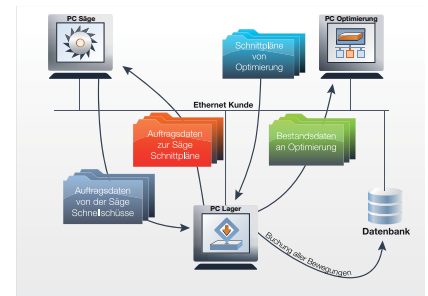 PC Säge
Schnittpläne
von
Optimierung
PC Optimierung
Ethernet Kunde
Auftragsdaten
zur Säge
Schnittpläne
Bestandsdaten
an Optimierung
Auftragsdaten
von der Säge
Schnellschüsse
PC Lager
Datenbank
Buchung aller Bewegungen